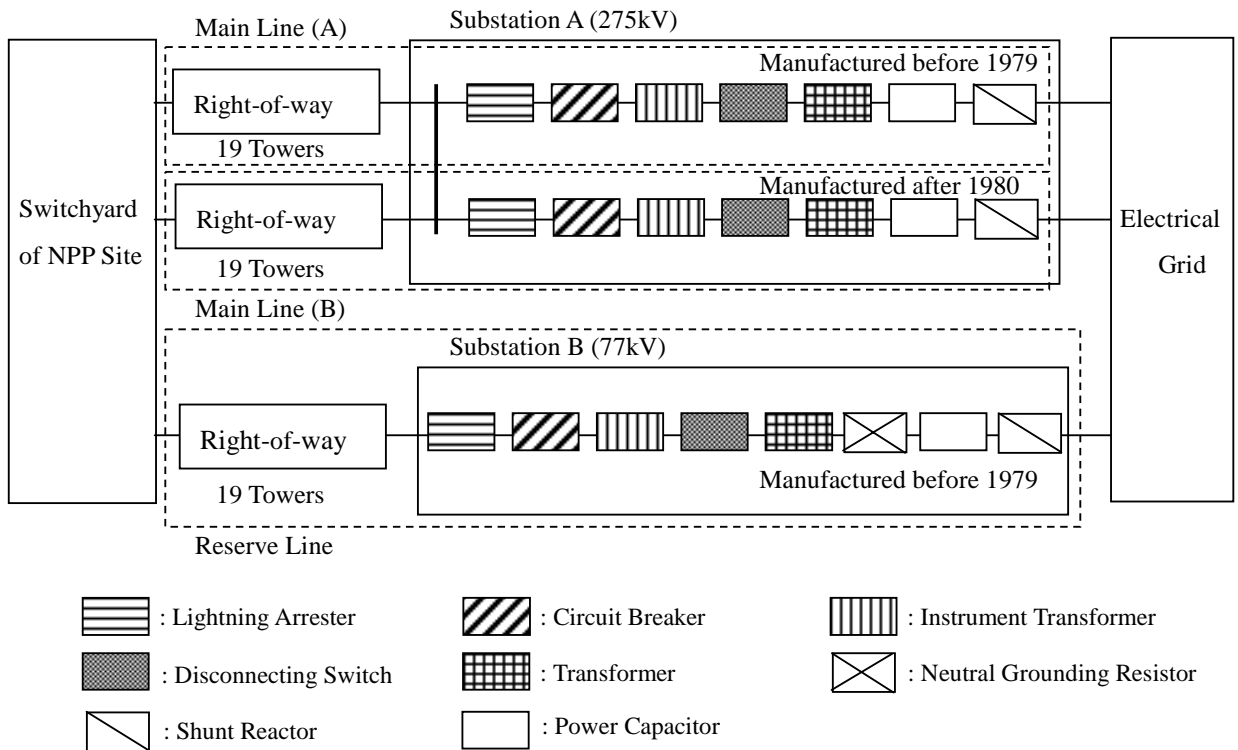 Main Line (A)
Substation A (275kV)
Manufactured before 1979
Right-of-way
19 Towers
Manufactured after 1980
Right-of-way
19 Towers
Main Line (B)
Switchyard
of NPP Site
Electrical
Grid
Substation B (77kV)
Right-of-way
19 Towers
Manufactured before 1979
Reserve Line
: Lightning Arrester
: Circuit Breaker
: Instrument Transformer
: Disconnecting Switch
: Transformer
: Neutral Grounding Resistor
: Shunt Reactor
: Power Capacitor